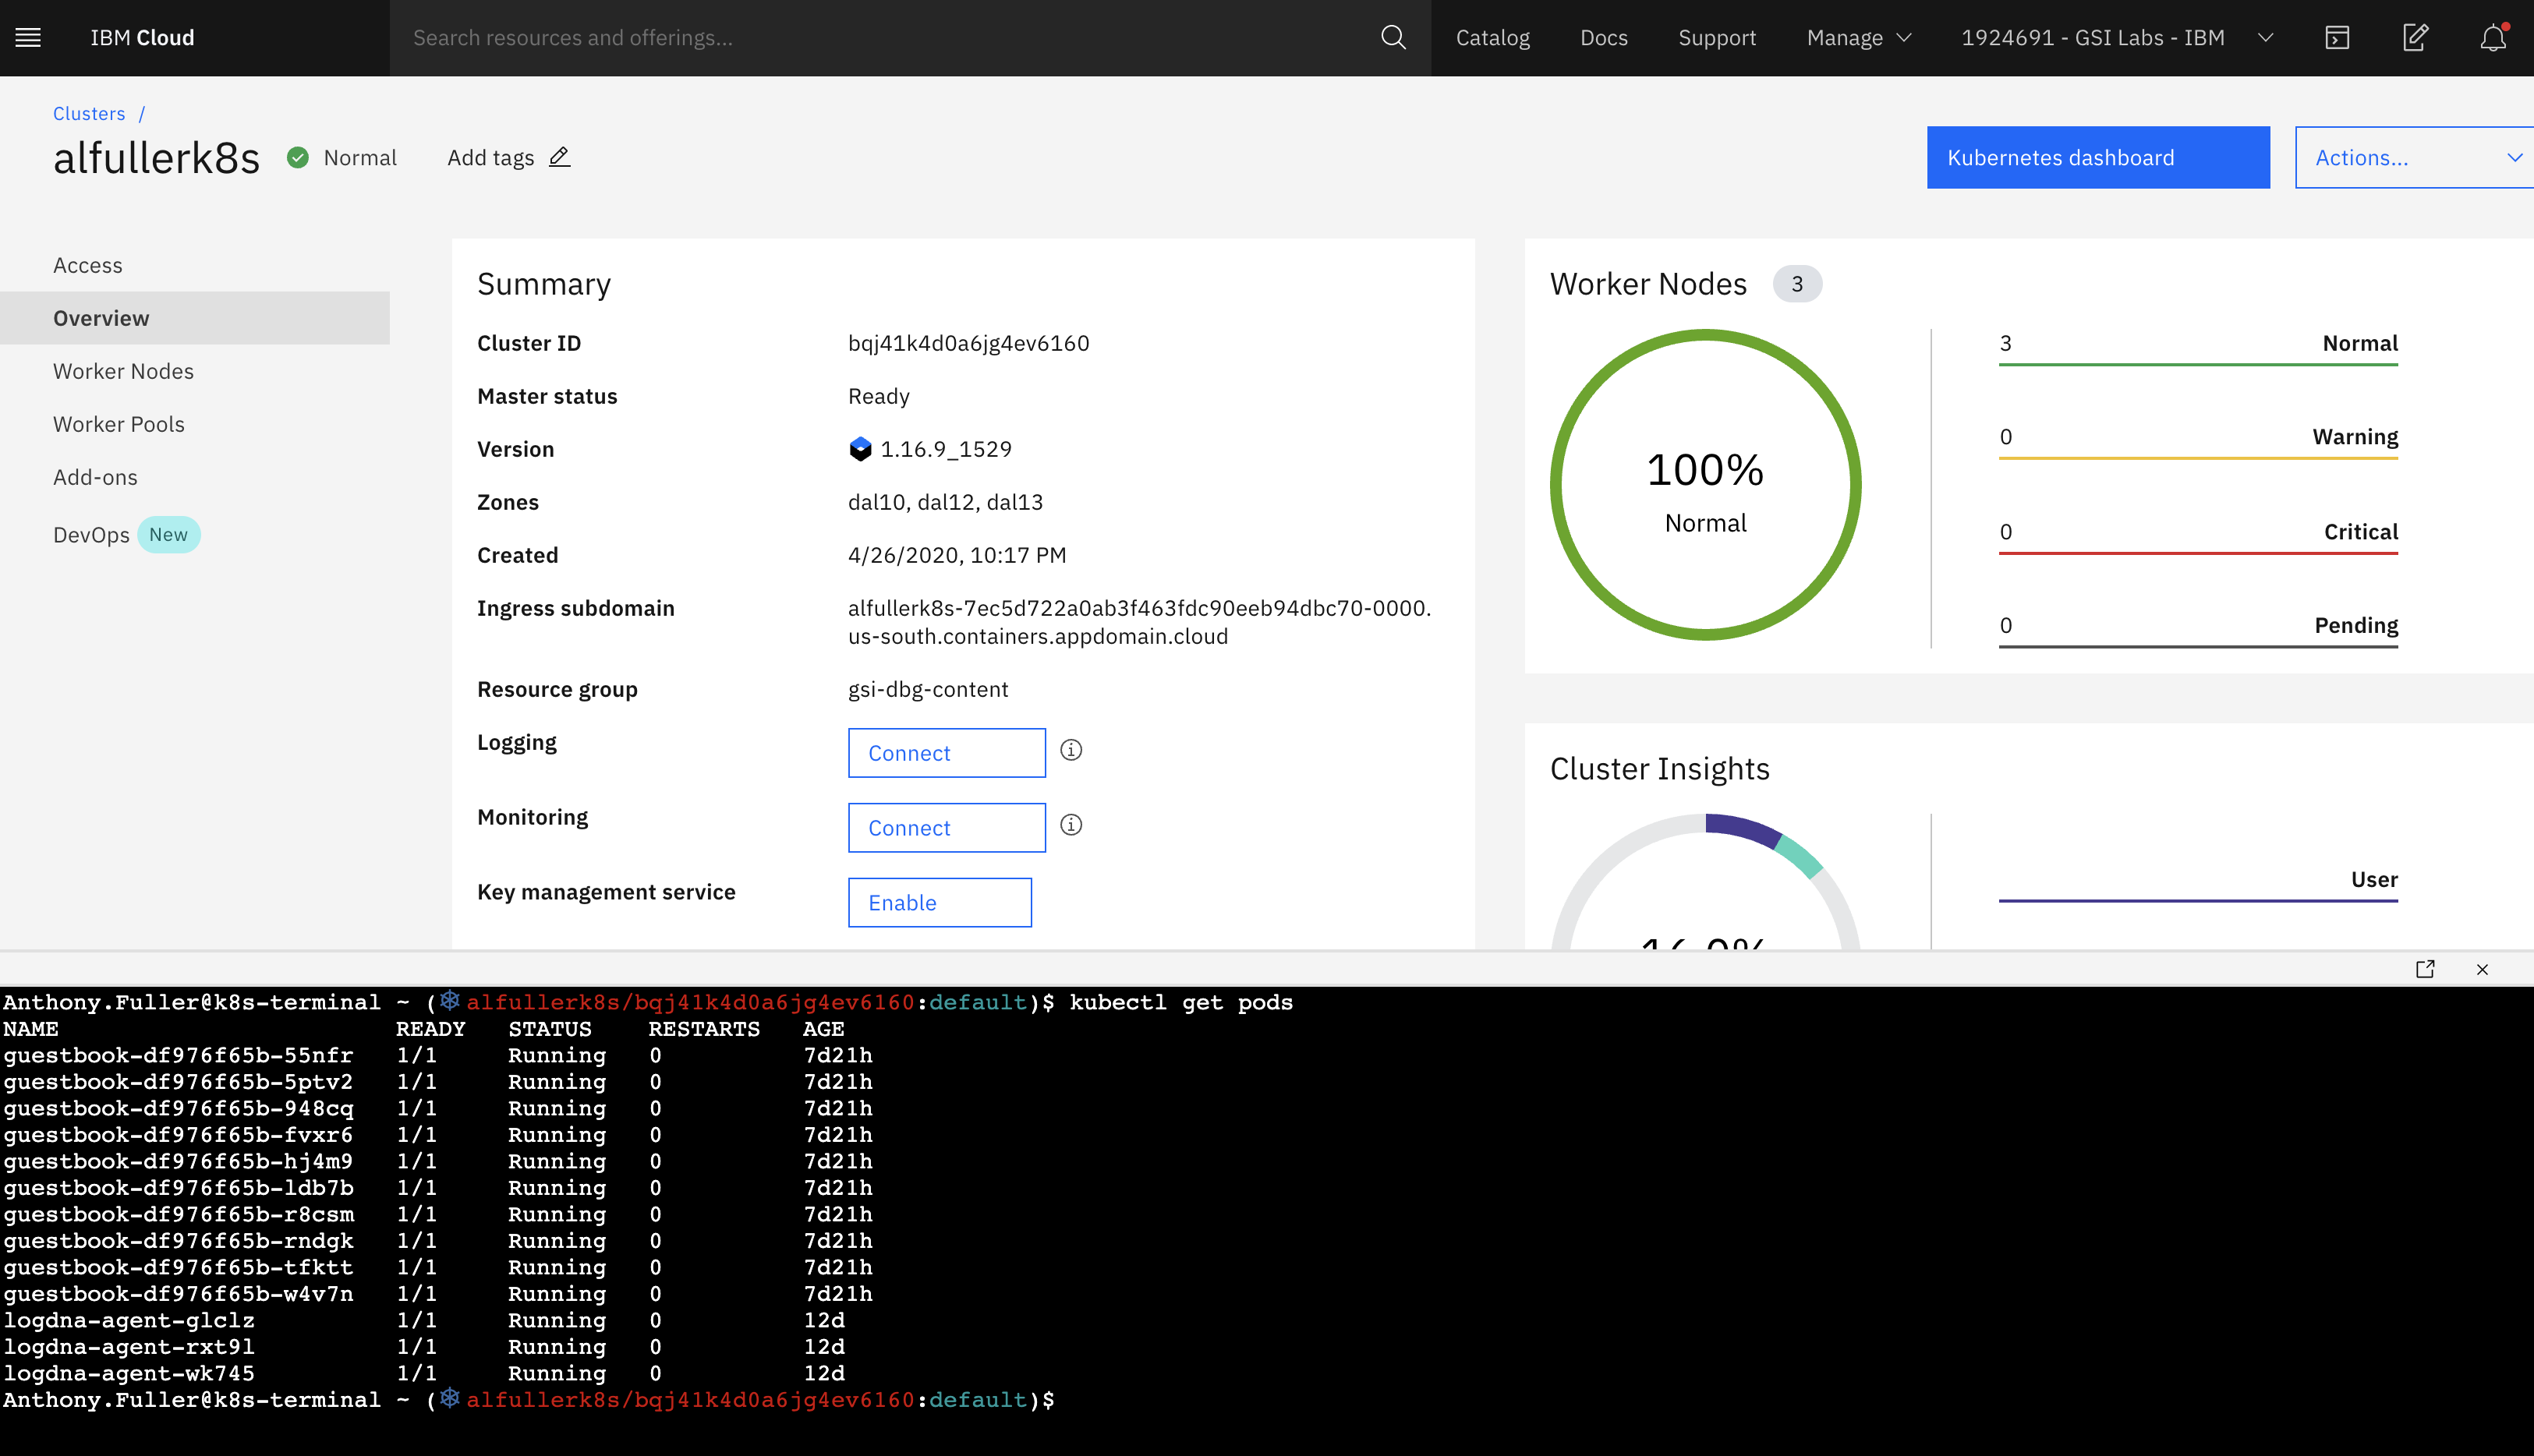 IBM Cloud
Search resources and offerings...
Catalog Docs Support Manage 1924691 - GSI Labs - IBM
Clusters /
alfullerk8s Normal Add tags
Kubernetes dashboard Actions...
Access
Overview
Worker Nodes
Worker Pools
Add-ons
DevOps New
Summary
Cluster ID bqj41k4d0a6jg4ev6160
Master status Ready
Version 1.16.9_1529
Zones dal10, dal12, dal13
Created 4/26/2020, 10:17 PM
Ingress subdomain alfullerk8s-7ec5d722a0ab3f463fdc90eeb94dbc70-0000.
us-south.containers.appdomain.cloud
Resource group gsi-dbg-content
Logging Connect
Monitoring Connect
Key management service Enable
Worker Nodes 3
100%
Normal
3 Normal
0 Warning
0 Critical
0 Pending
Cluster Insights
User
Anthony.Fuller@k8s-terminal ~ (⎈ alfullerk8s/bqj41k4d0a6jg4ev6160:default)$ kubectl get pods
NAME READY STATUS RESTARTS AGE
guestbook-df976f65b-55nfr 1/1 Running 0 7d21h
guestbook-df976f65b-5ptv2 1/1 Running 0 7d21h
guestbook-df976f65b-948cq 1/1 Running 0 7d21h
guestbook-df976f65b-fvxr6 1/1 Running 0 7d21h
guestbook-df976f65b-hj4m9 1/1 Running 0 7d21h
guestbook-df976f65b-ldb7b 1/1 Running 0 7d21h
guestbook-df976f65b-r8csm 1/1 Running 0 7d21h
guestbook-df976f65b-rndgk 1/1 Running 0 7d21h
guestbook-df976f65b-tfktt 1/1 Running 0 7d21h
guestbook-df976f65b-w4v7n 1/1 Running 0 7d21h
logdna-agent-glclz 1/1 Running 0 12d
logdna-agent-rxt9l 1/1 Running 0 12d
logdna-agent-wk745 1/1 Running 0 12d
Anthony.Fuller@k8s-terminal ~ (⎈ alfullerk8s/bqj41k4d0a6jg4ev6160:default)$